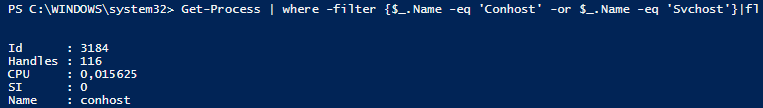 PS C:\WINDOWS\system32> Get-Process | where -filter {$_.Name -eq 'Conhost' -or $_.Name -eq 'Svchost'}|fl
Id : 3184
Handles : 116
CPU : 0,015625
SI : 0
Name : conhost